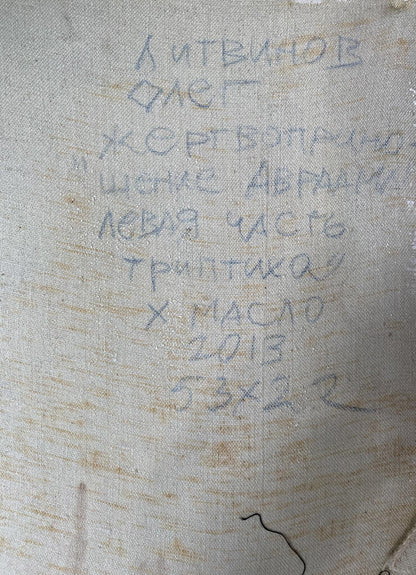 ЛИТВИНОВ
ОЛЕГ
ЖЕРТВОПРИНО-
"ШЕНИЕ АВРААМА
ЛЕВАЯ ЧАСТЬ
ТРИПТИХА"
Х МАСЛО
2013
53х22